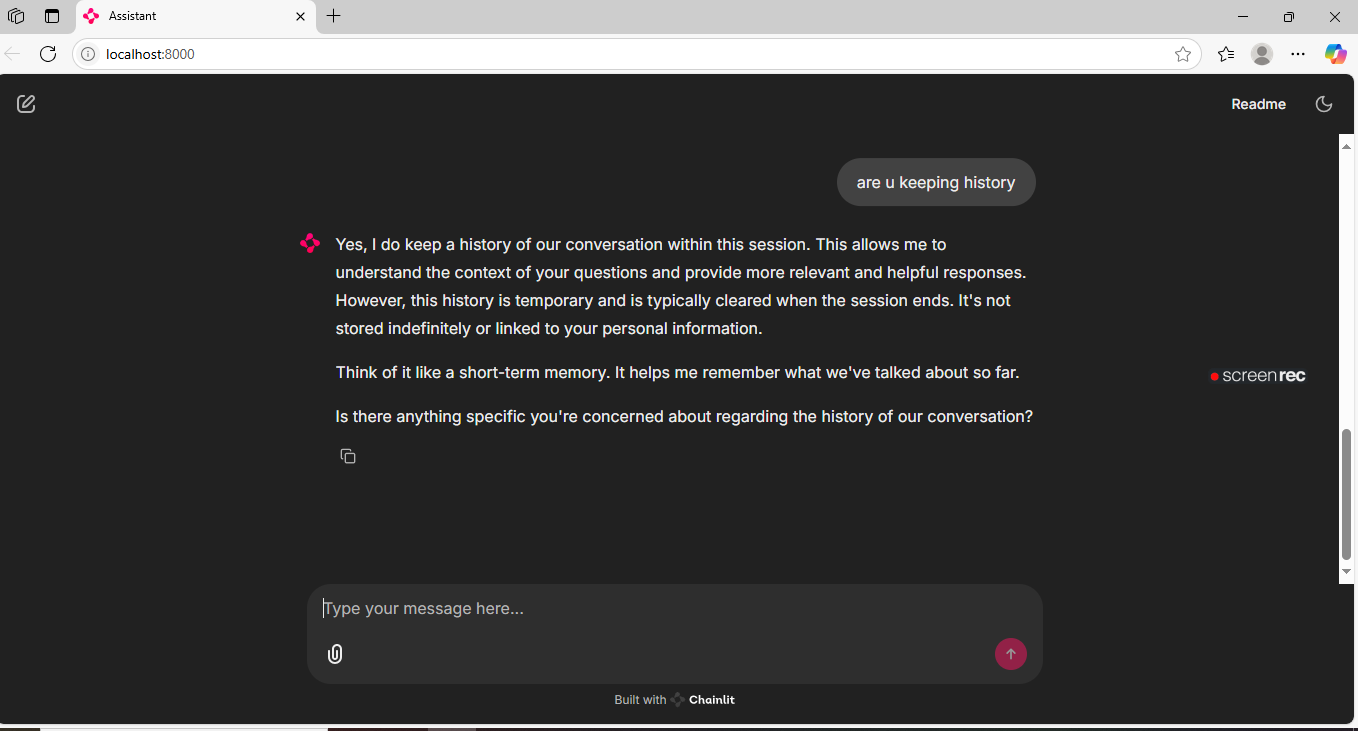 Assistant
localhost:8000
Readme
are u keeping history
Yes, I do keep a history of our conversation within this session. This allows me to
understand the context of your questions and provide more relevant and helpful responses.
However, this history is temporary and is typically cleared when the session ends. It's not
stored indefinitely or linked to your personal information.
Think of it like a short-term memory. It helps me remember what we've talked about so far.
screenrec
Is there anything specific you're concerned about regarding the history of our conversation?
Type your message here...
Built with Chainlit